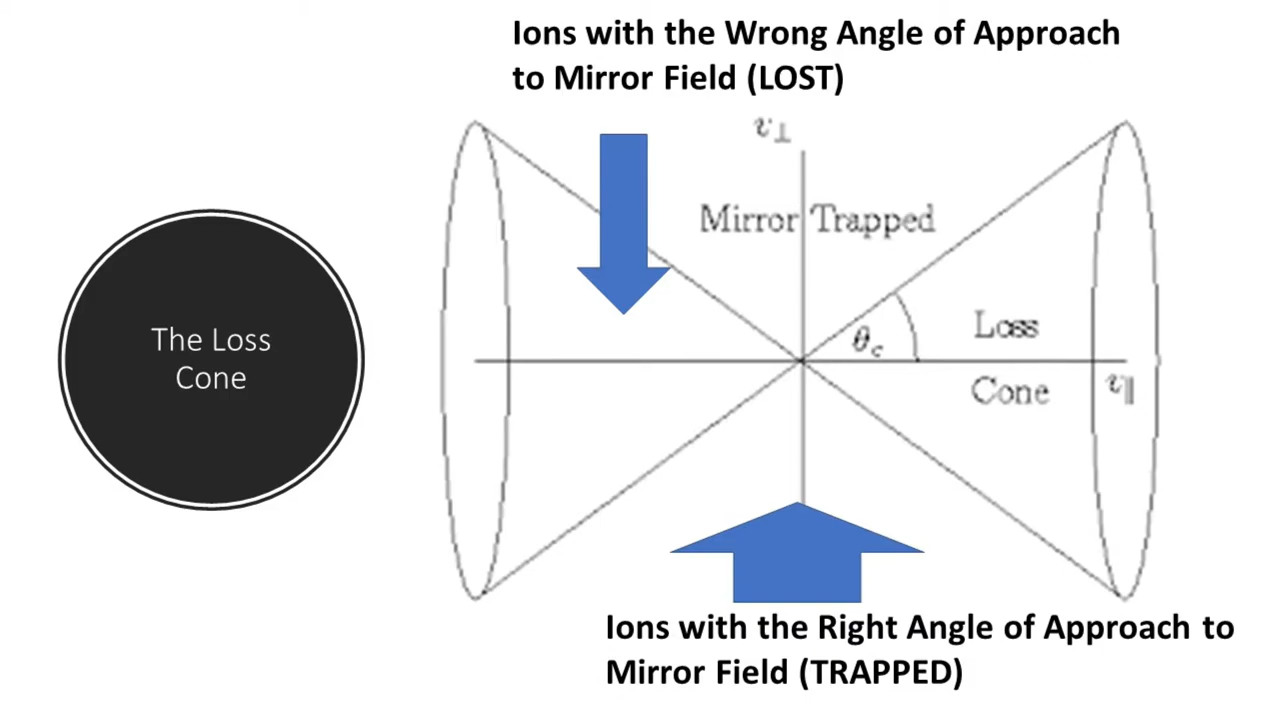 Ions with the Wrong Angle of Approach
to Mirror Field (LOST)
v⊥
Mirror Trapped
The Loss
Cone
θc
Loss
Cone
v∥
Ions with the Right Angle of Approach to
Mirror Field (TRAPPED)